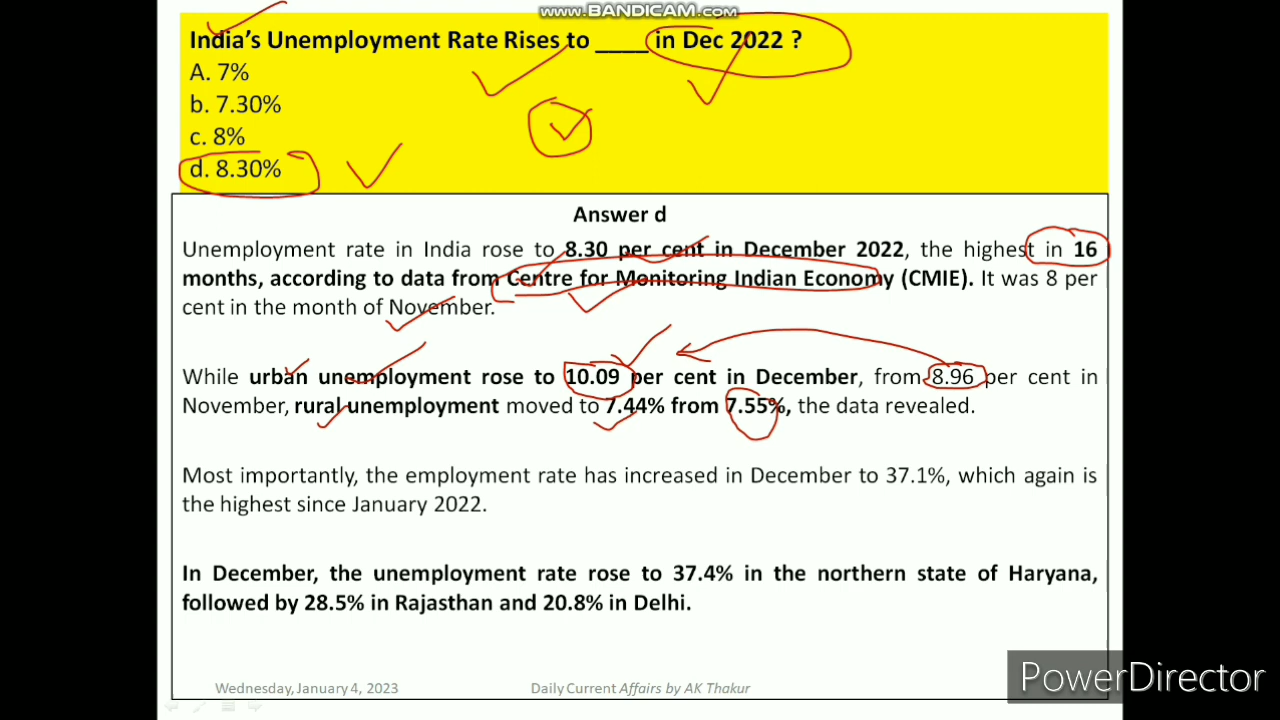 WWW.BANDICAM.COM
India's Unemployment Rate Rises to ____ in Dec 2022 ?
A. 7%
b. 7.30%
c. 8%
d. 8.30%
Answer d
Unemployment rate in India rose to 8.30 per cent in December 2022, the highest in 16
months, according to data from Centre for Monitoring Indian Economy (CMIE). It was 8 per
cent in the month of November.
While urban unemployment rose to 10.09 per cent in December, from 8.96 per cent in
November, rural unemployment moved to 7.44% from 7.55%, the data revealed.
Most importantly, the employment rate has increased in December to 37.1%, which again is
the highest since January 2022.
In December, the unemployment rate rose to 37.4% in the northern state of Haryana,
followed by 28.5% in Rajasthan and 20.8% in Delhi.
Wednesday, January 4, 2023
Daily Current Affairs by AK Thakur
PowerDirector